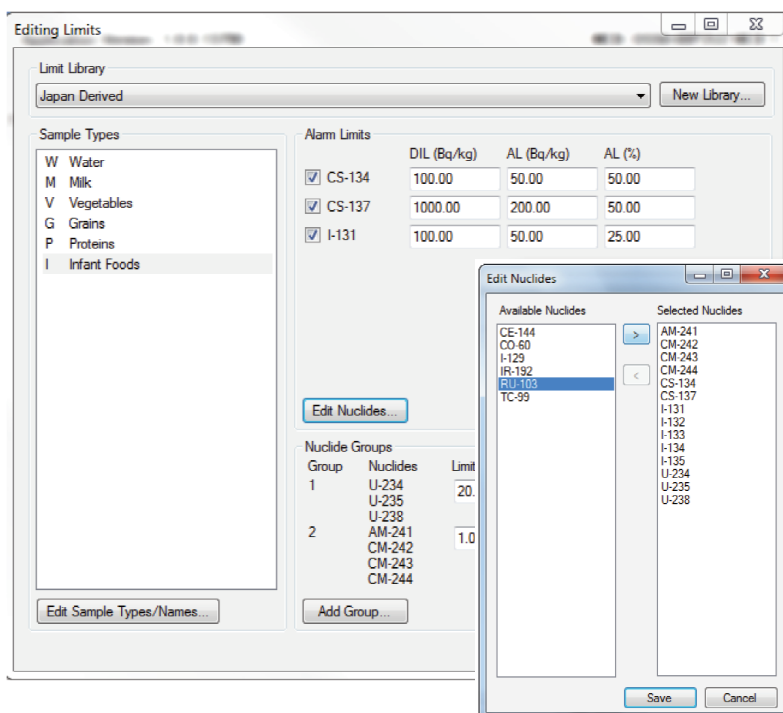 Editing Limits
Limit Library
Japan Derived
New Library...
Sample Types
W Water
M Milk
V Vegetables
G Grains
P Proteins
I Infant Foods
Edit Sample Types/Names...
Alarm Limits
DIL (Bq/kg) AL (Bq/kg) AL (%)
CS-134 100.00 50.00 50.00
CS-137 1000.00 200.00 50.00
I-131 100.00 50.00 25.00
Edit Nuclides...
Nuclide Groups
Group Nuclides Limit
1 U-234 20.
U-235
U-238
2 AM-241 1.0
CM-242
CM-243
CM-244
Add Group...
Edit Nuclides
Available Nuclides
CE-144
CO-60
I-129
IR-192
RU-103
TC-99
>
<
Selected Nuclides
AM-241
CM-242
CM-243
CM-244
CS-134
CS-137
I-131
I-132
I-133
I-134
I-135
U-234
U-235
U-238
Save Cancel